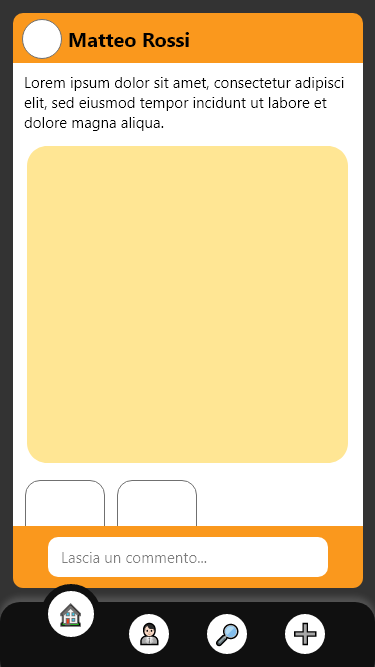 Matteo Rossi
Lorem ipsum dolor sit amet, consectetur adipisci
elit, sed eiusmod tempor incidunt ut labore et
dolore magna aliqua.
Lascia un commento...